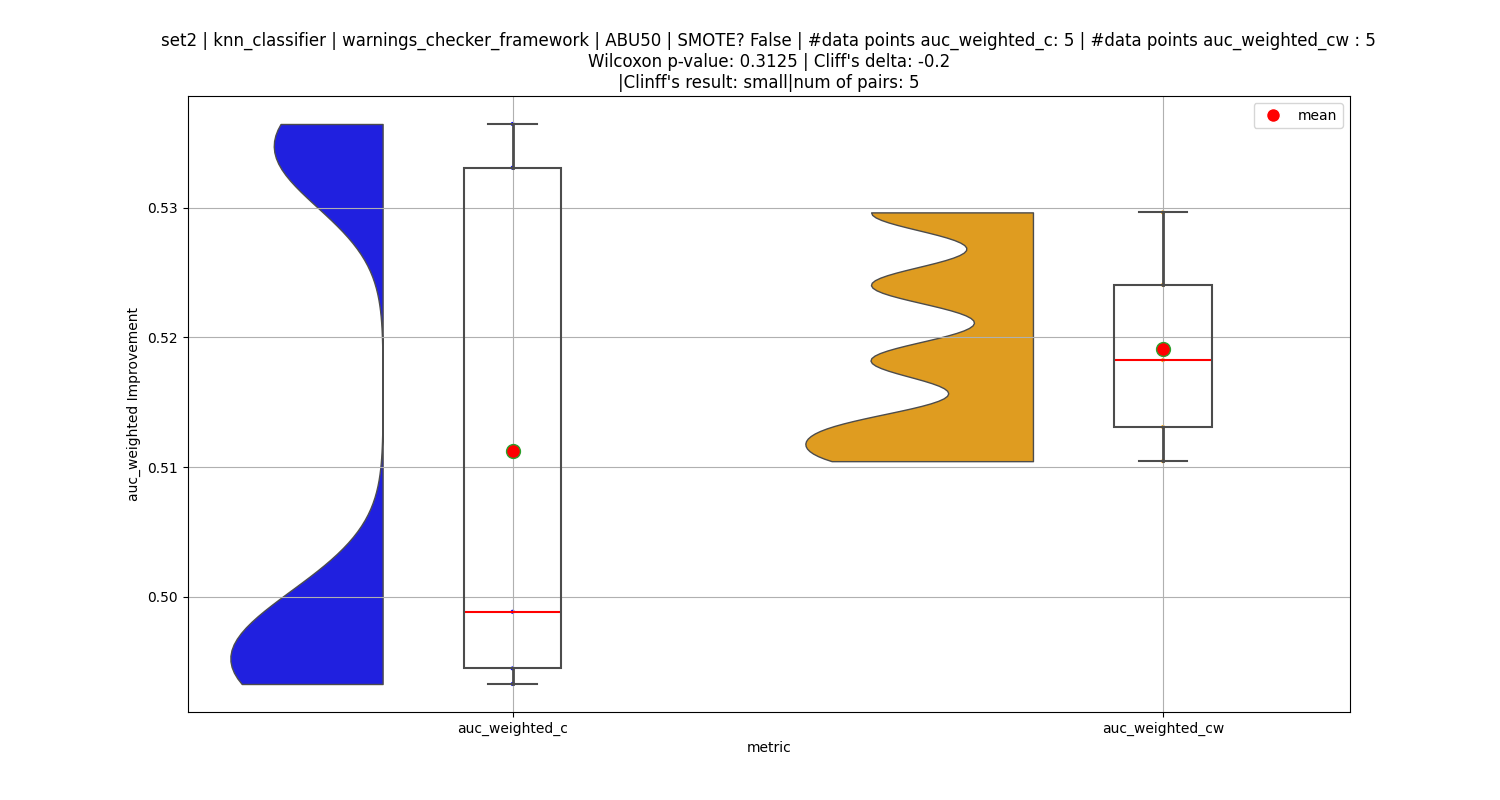 set2 | knn_classifier | warnings_checker_framework | ABU50 | SMOTE? False | #data points auc_weighted_c: 5 | #data points auc_weighted_cw : 5
Wilcoxon p-value: 0.3125 | Cliff's delta: -0.2
|Clinff's result: small|num of pairs: 5
mean
0.53
0.52
0.51
0.50
auc_weighted Improvement
auc_weighted_c
auc_weighted_cw
metric